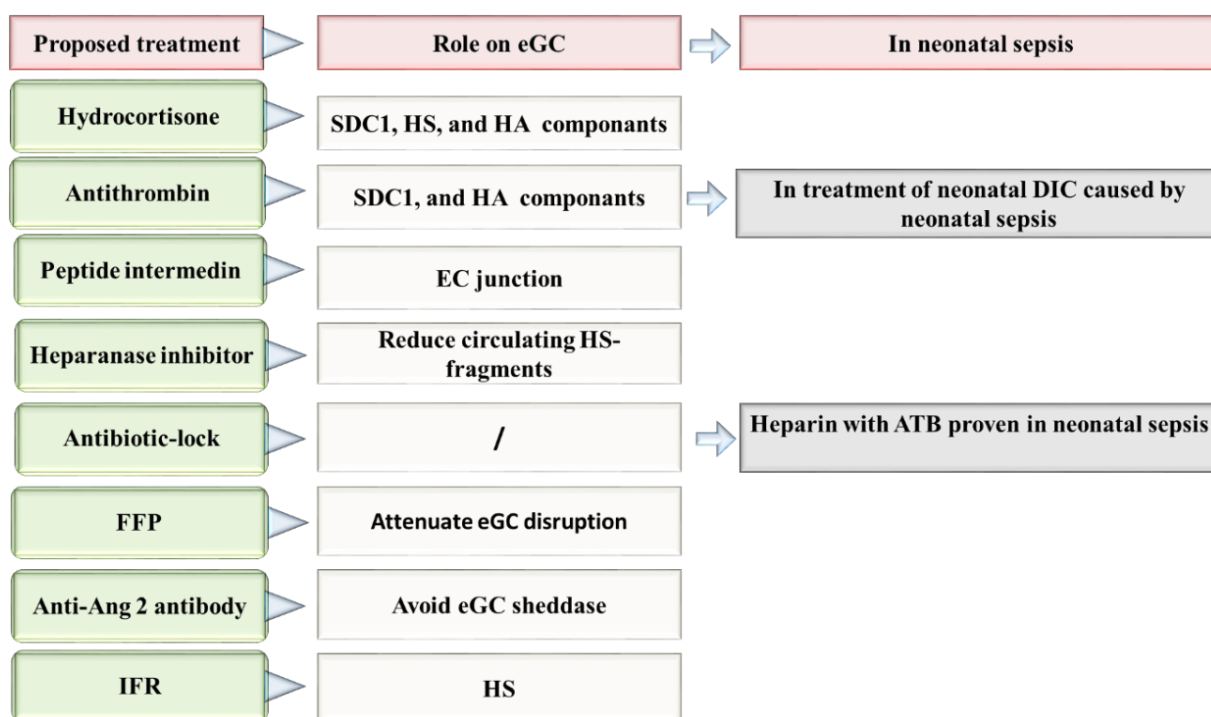 Proposed treatment
Role on eGC
In neonatal sepsis
Hydrocortisone
SDC1, HS, and HA componants
Antithrombin
SDC1, and HA componants
In treatment of neonatal DIC caused by
neonatal sepsis
Peptide intermedin
EC junction
Heparanase inhibitor
Reduce circulating HS-
fragments
Antibiotic-lock
/
Heparin with ATB proven in neonatal sepsis
FFP
Attenuate eGC disruption
Anti-Ang 2 antibody
Avoid eGC sheddase
IFR
HS